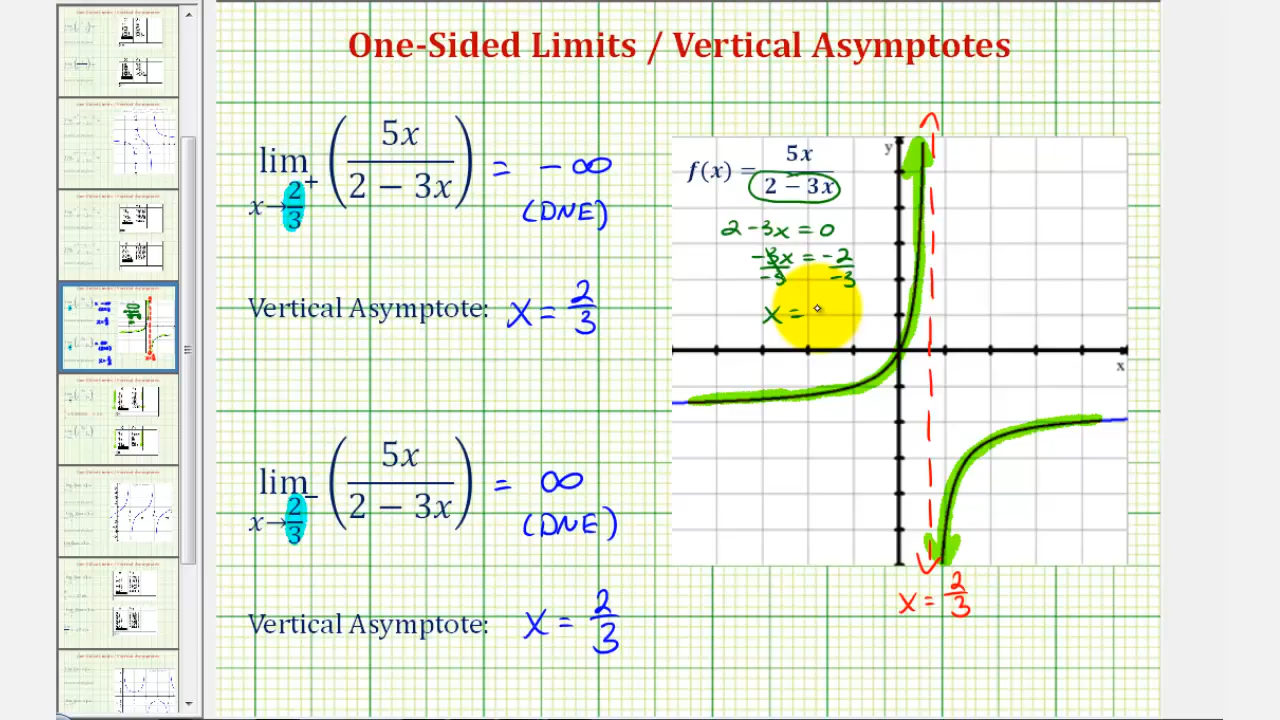 One-Sided Limits / Vertical Asymptotes
lim x→2/3⁺ (5x / 2 − 3x) = −∞
(DNE)
Vertical Asymptote: x = 2/3
lim x→2/3⁻ (5x / 2 − 3x) = ∞
(DNE)
Vertical Asymptote: x = 2/3
f(x) = 5x / 2 − 3x
2 − 3x = 0
−3x / −3 = −2 / −3
x =
y
x
x = 2/3